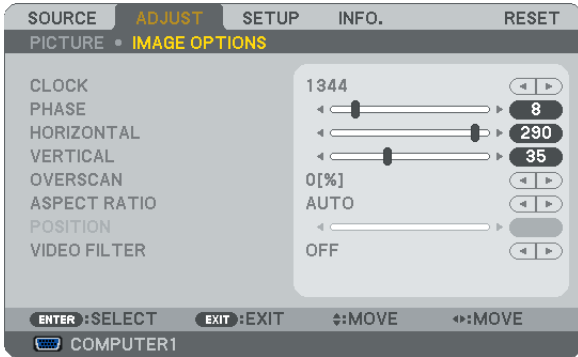 SOURCE ADJUST SETUP INFO. RESET
PICTURE • IMAGE OPTIONS
CLOCK 1344
PHASE 8
HORIZONTAL 290
VERTICAL 35
OVERSCAN 0[%]
ASPECT RATIO AUTO
POSITION
VIDEO FILTER OFF
ENTER :SELECT EXIT :EXIT :MOVE :MOVE
COMPUTER1